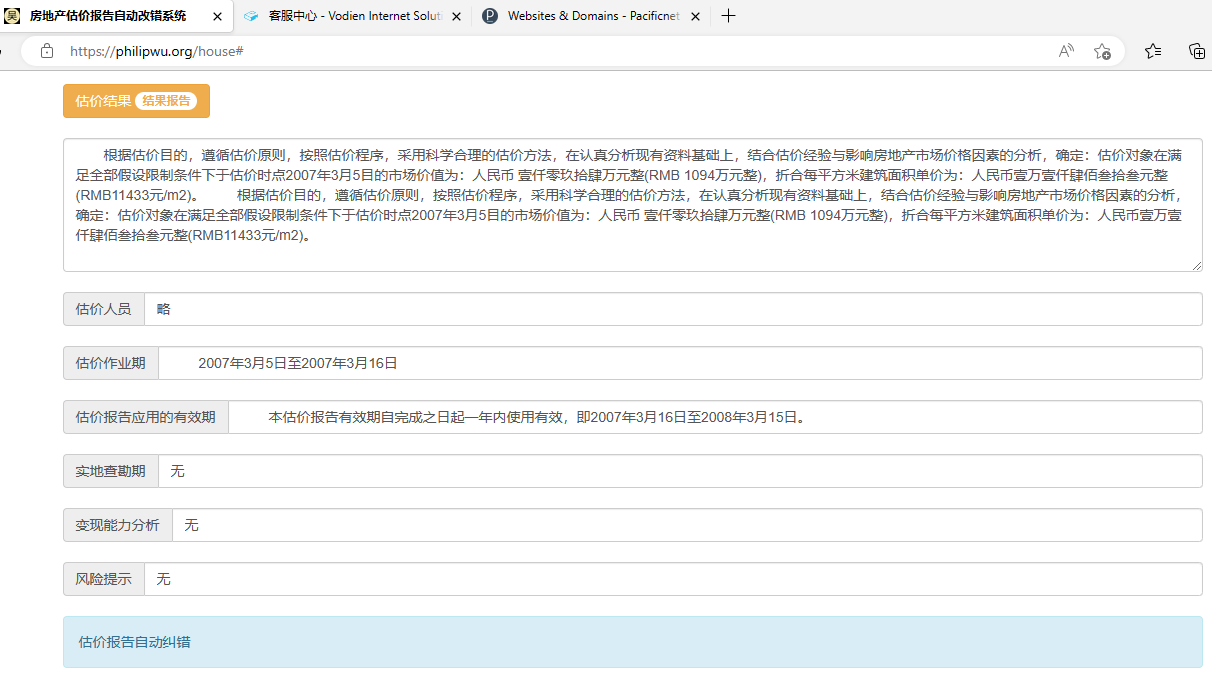 房地产估价报告自动改错系统
客服中心 - Vodien Internet Soluti
Websites & Domains - Pacificnet
https://philipwu.org/house#
估价结果 结果报告
根据估价目的，遵循估价原则，按照估价程序，采用科学合理的估价方法，在认真分析现有资料基础上，结合估价经验与影响房地产市场价格因素的分析，确定：估价对象在满
足全部假设限制条件下于估价时点2007年3月5目的市场价值为：人民币 壹仟零玖拾肆万元整(RMB 1094万元整)，折合每平方米建筑面积单价为：人民币壹万壹仟肆佰叁拾叁元整
(RMB11433元/m2)。 根据估价目的，遵循估价原则，按照估价程序，采用科学合理的估价方法，在认真分析现有资料基础上，结合估价经验与影响房地产市场价格因素的分析，
确定：估价对象在满足全部假设限制条件下于估价时点2007年3月5目的市场价值为：人民币 壹仟零玖拾肆万元整(RMB 1094万元整)，折合每平方米建筑面积单价为：人民币壹万壹
仟肆佰叁拾叁元整(RMB11433元/m2)。
估价人员 略
估价作业期 2007年3月5日至2007年3月16日
估价报告应用的有效期 本估价报告有效期自完成之日起一年内使用有效，即2007年3月16日至2008年3月15日。
实地查勘期 无
变现能力分析 无
风险提示 无
估价报告自动纠错